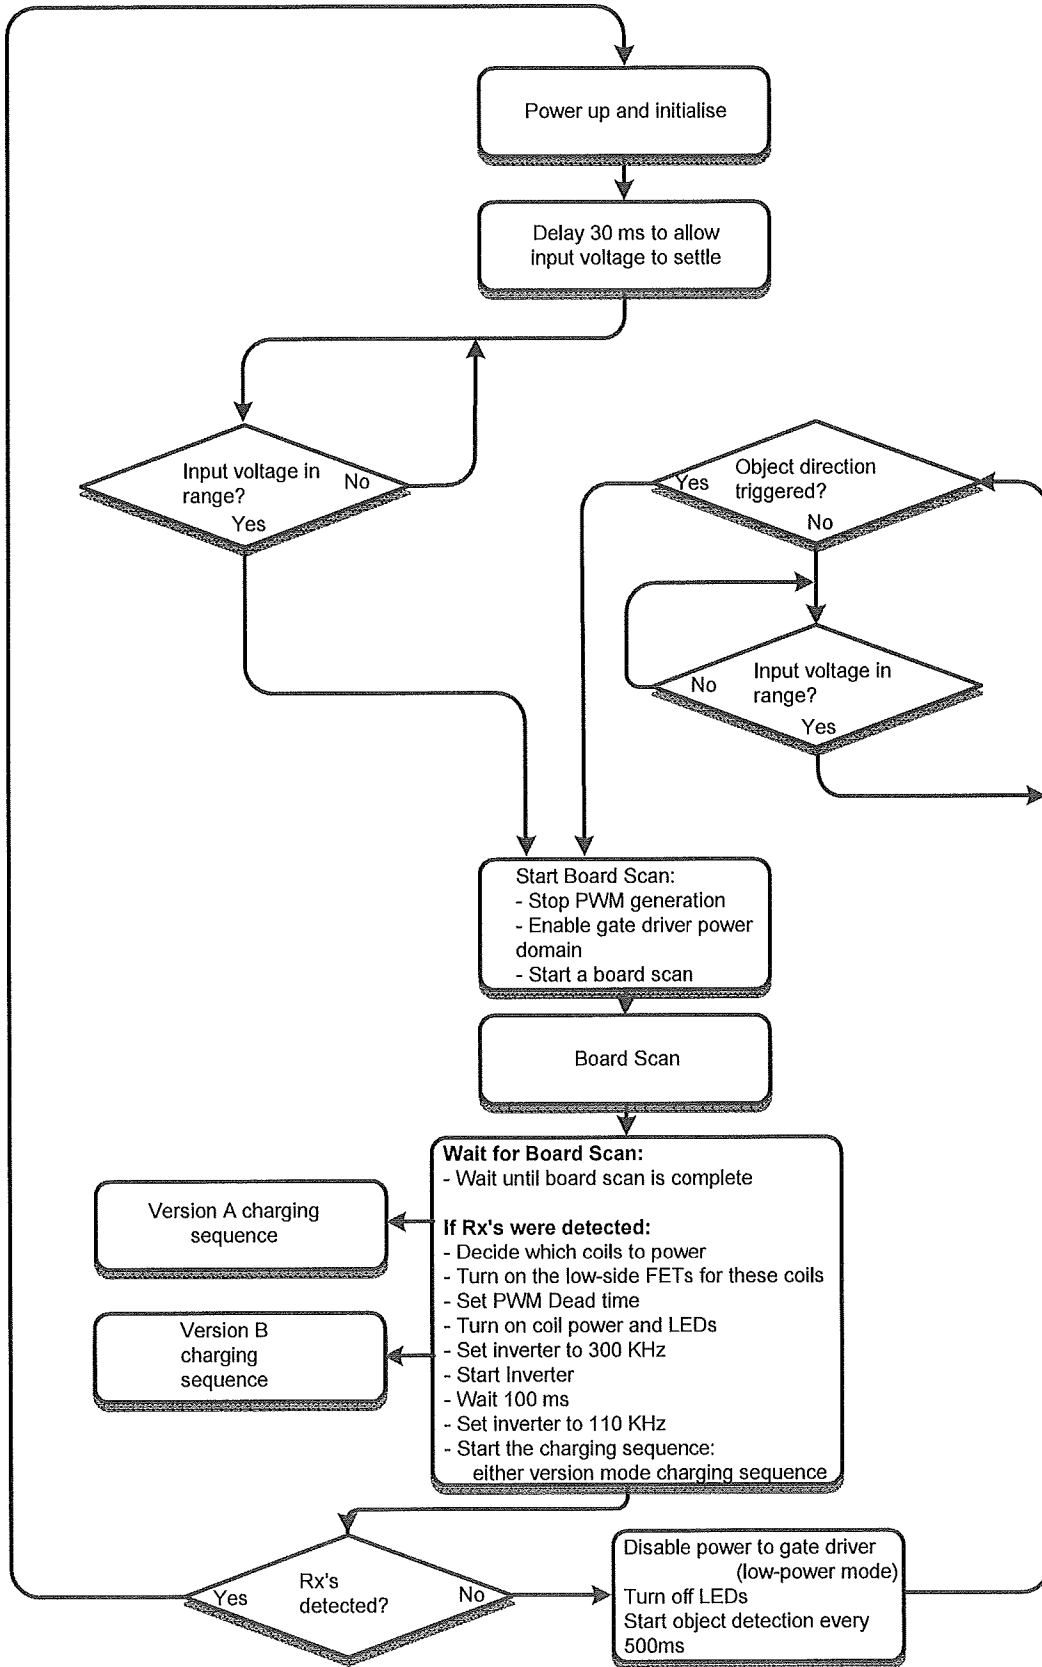 Power up and initialise
Delay 30 ms to allow
input voltage to settle
Input voltage in
range?
No
Yes
Object direction
triggered?
Yes
No
Input voltage in
range?
No
Yes
Start Board Scan:
- Stop PWM generation
- Enable gate driver power
domain
- Start a board scan
Board Scan
Wait for Board Scan:
- Wait until board scan is complete
If Rx's were detected:
- Decide which coils to power
- Turn on the low-side FETs for these coils
- Set PWM Dead time
- Turn on coil power and LEDs
- Set inverter to 300 KHz
- Start Inverter
- Wait 100 ms
- Set inverter to 110 KHz
- Start the charging sequence:
either version mode charging sequence
Version A charging
sequence
Version B
charging
sequence
Rx's
detected?
Yes
No
Disable power to gate driver
(low-power mode)
Turn off LEDs
Start object detection every
500ms